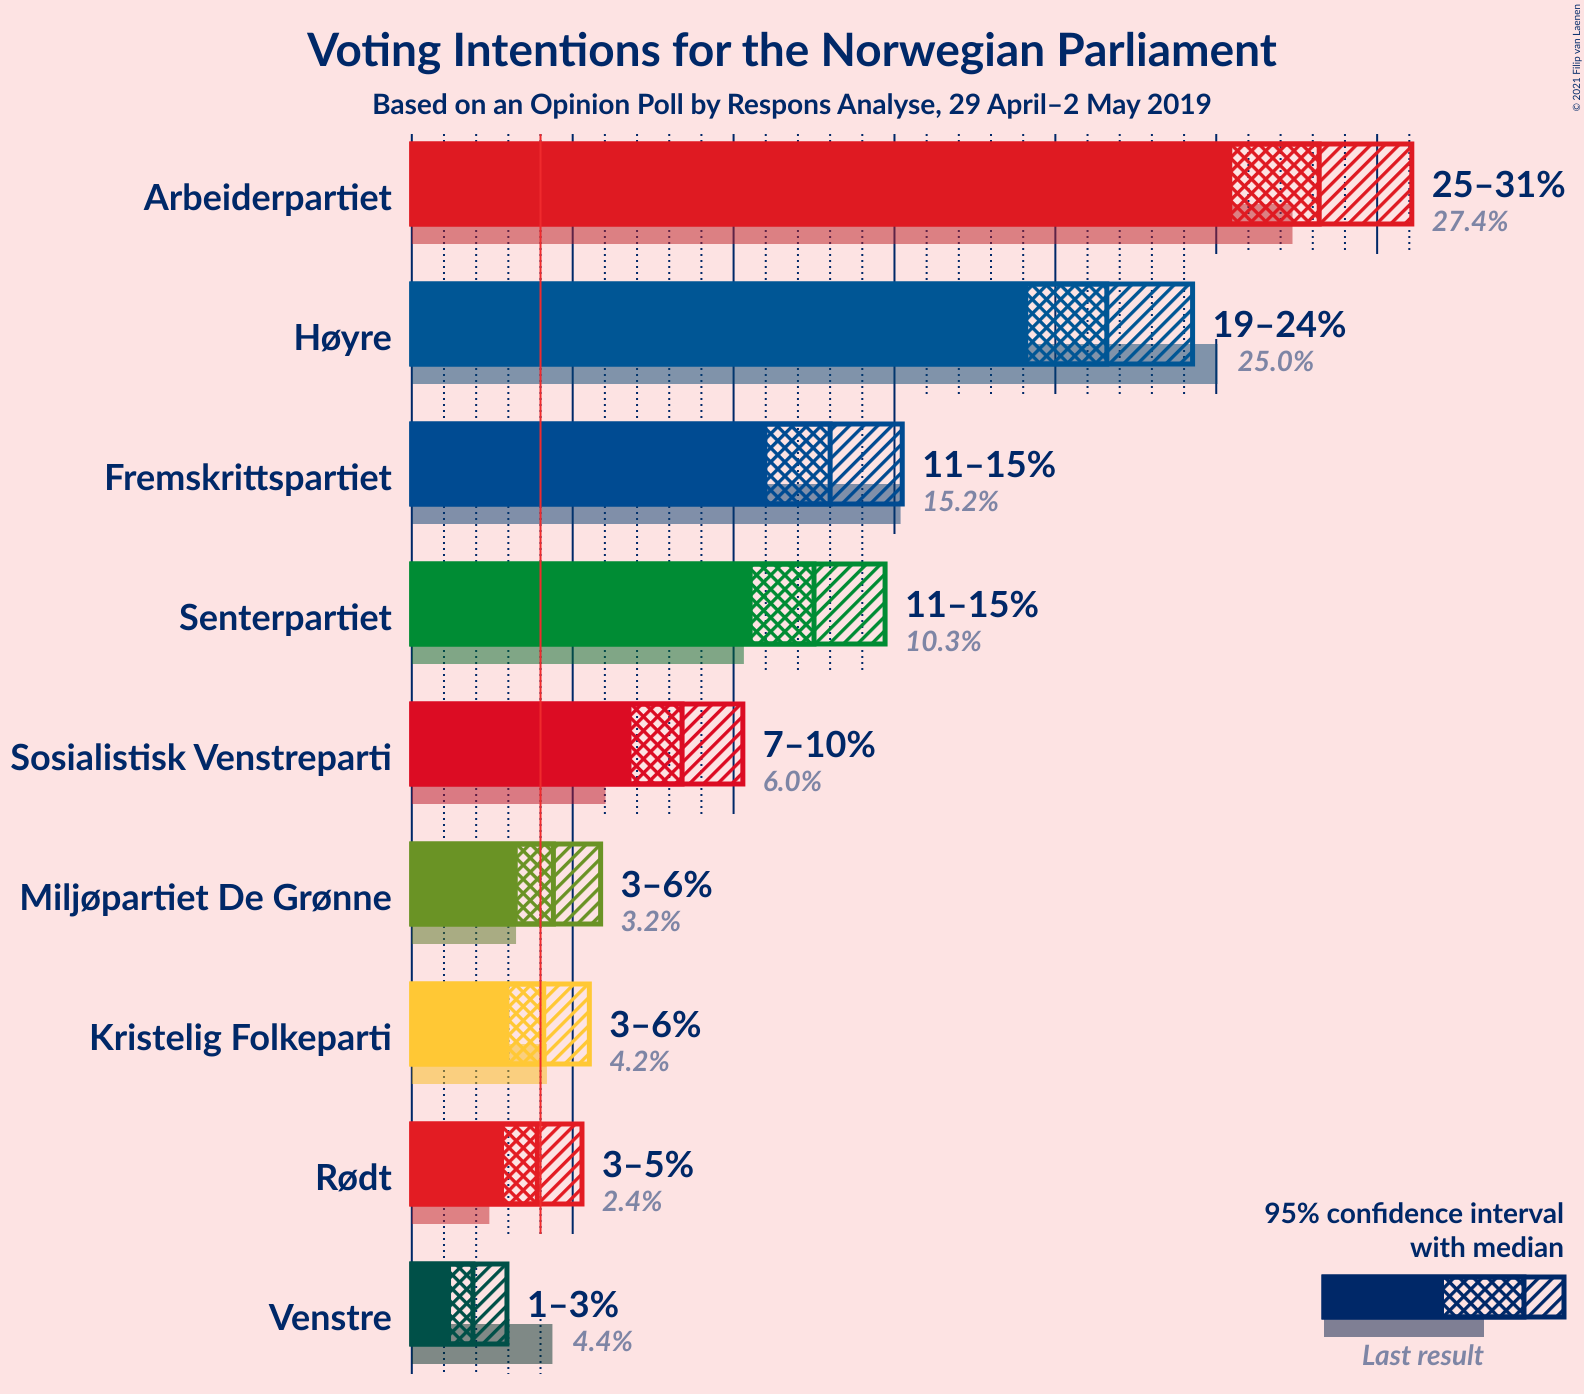 Voting Intentions for the Norwegian Parliament
Based on an Opinion Poll by Respons Analyse, 29 April–2 May 2019
© 2021 Filip van Laenen
Arbeiderpartiet
25–31%
27.4%
Høyre
19–24%
25.0%
Fremskrittspartiet
11–15%
15.2%
Senterpartiet
11–15%
10.3%
Sosialistisk Venstreparti
7–10%
6.0%
Miljøpartiet De Grønne
3–6%
3.2%
Kristelig Folkeparti
3–6%
4.2%
Rødt
3–5%
2.4%
Venstre
1–3%
4.4%
95% confidence interval
with median
Last result